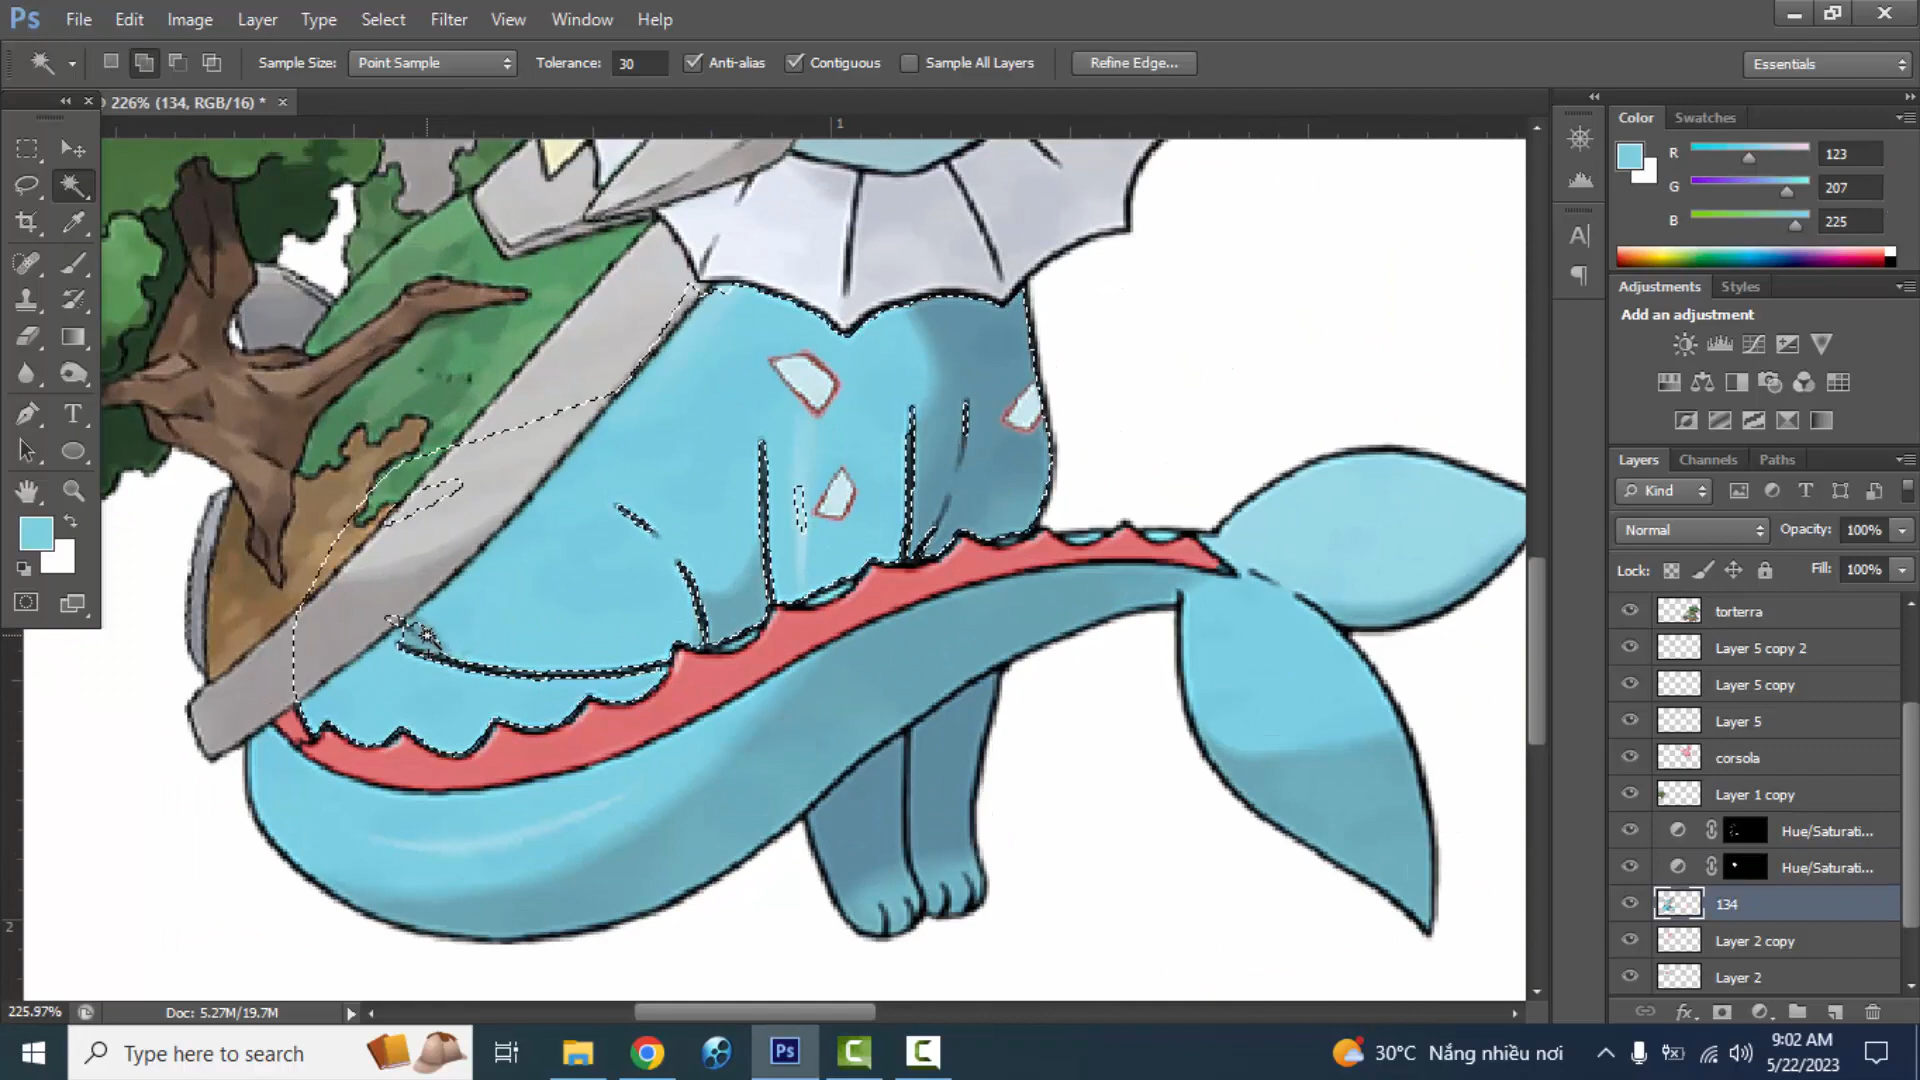 Ps File Edit Image Layer Type Select Filter View Window Help
Sample Size: Point Sample Tolerance: 30 Anti-alias Contiguous Sample All Layers Refine Edge... Essentials
226% (134, RGB/16) *
1
2
Color Swatches
R 123
G 207
B 225
Adjustments Styles
Add an adjustment
Layers Channels Paths
Kind
Normal Opacity: 100%
Lock: Fill: 100%
torterra
Layer 5 copy 2
Layer 5 copy
Layer 5
corsola
Layer 1 copy
Hue/Saturati...
Hue/Saturati...
134
Layer 2 copy
Layer 2
225.97% Doc: 5.27M/19.7M
Type here to search
Ps
30°C Nắng nhiều nơi
9:02 AM
5/22/2023